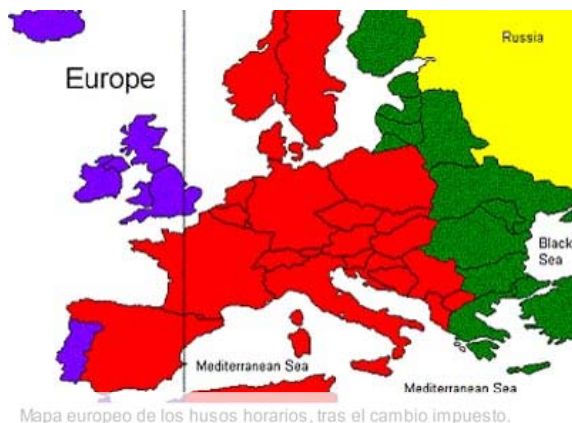 Russia
Europe
Black
Sea
Mediterranean Sea
Mediterranean Sea
Mapa europeo de los husos horarios, tras el cambio impuesto.